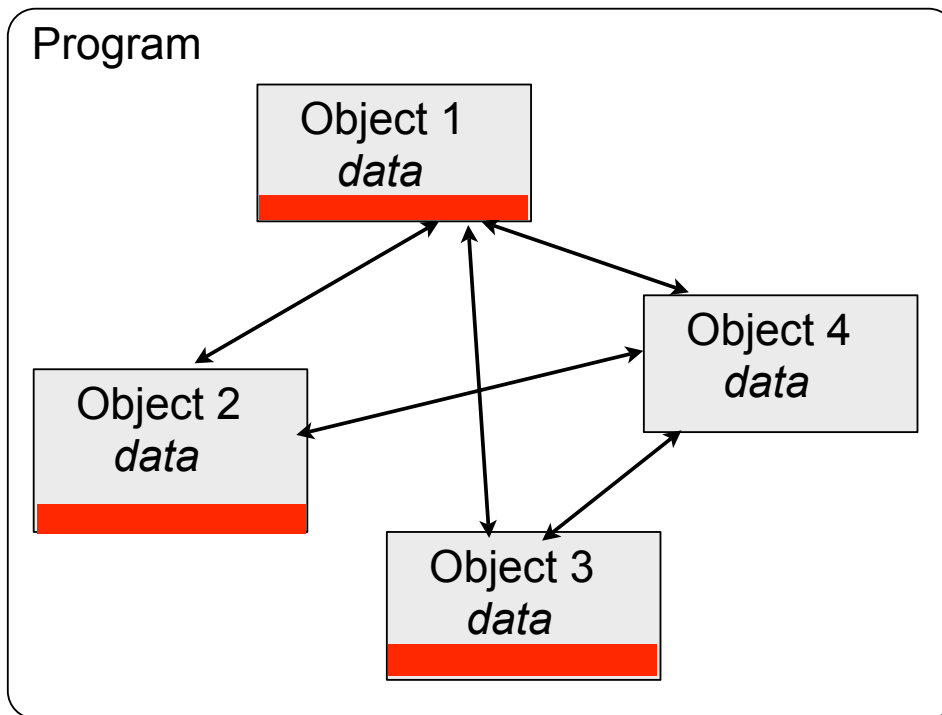 Program
Object 1
data
Object 4
data
Object 2
data
Object 3
data